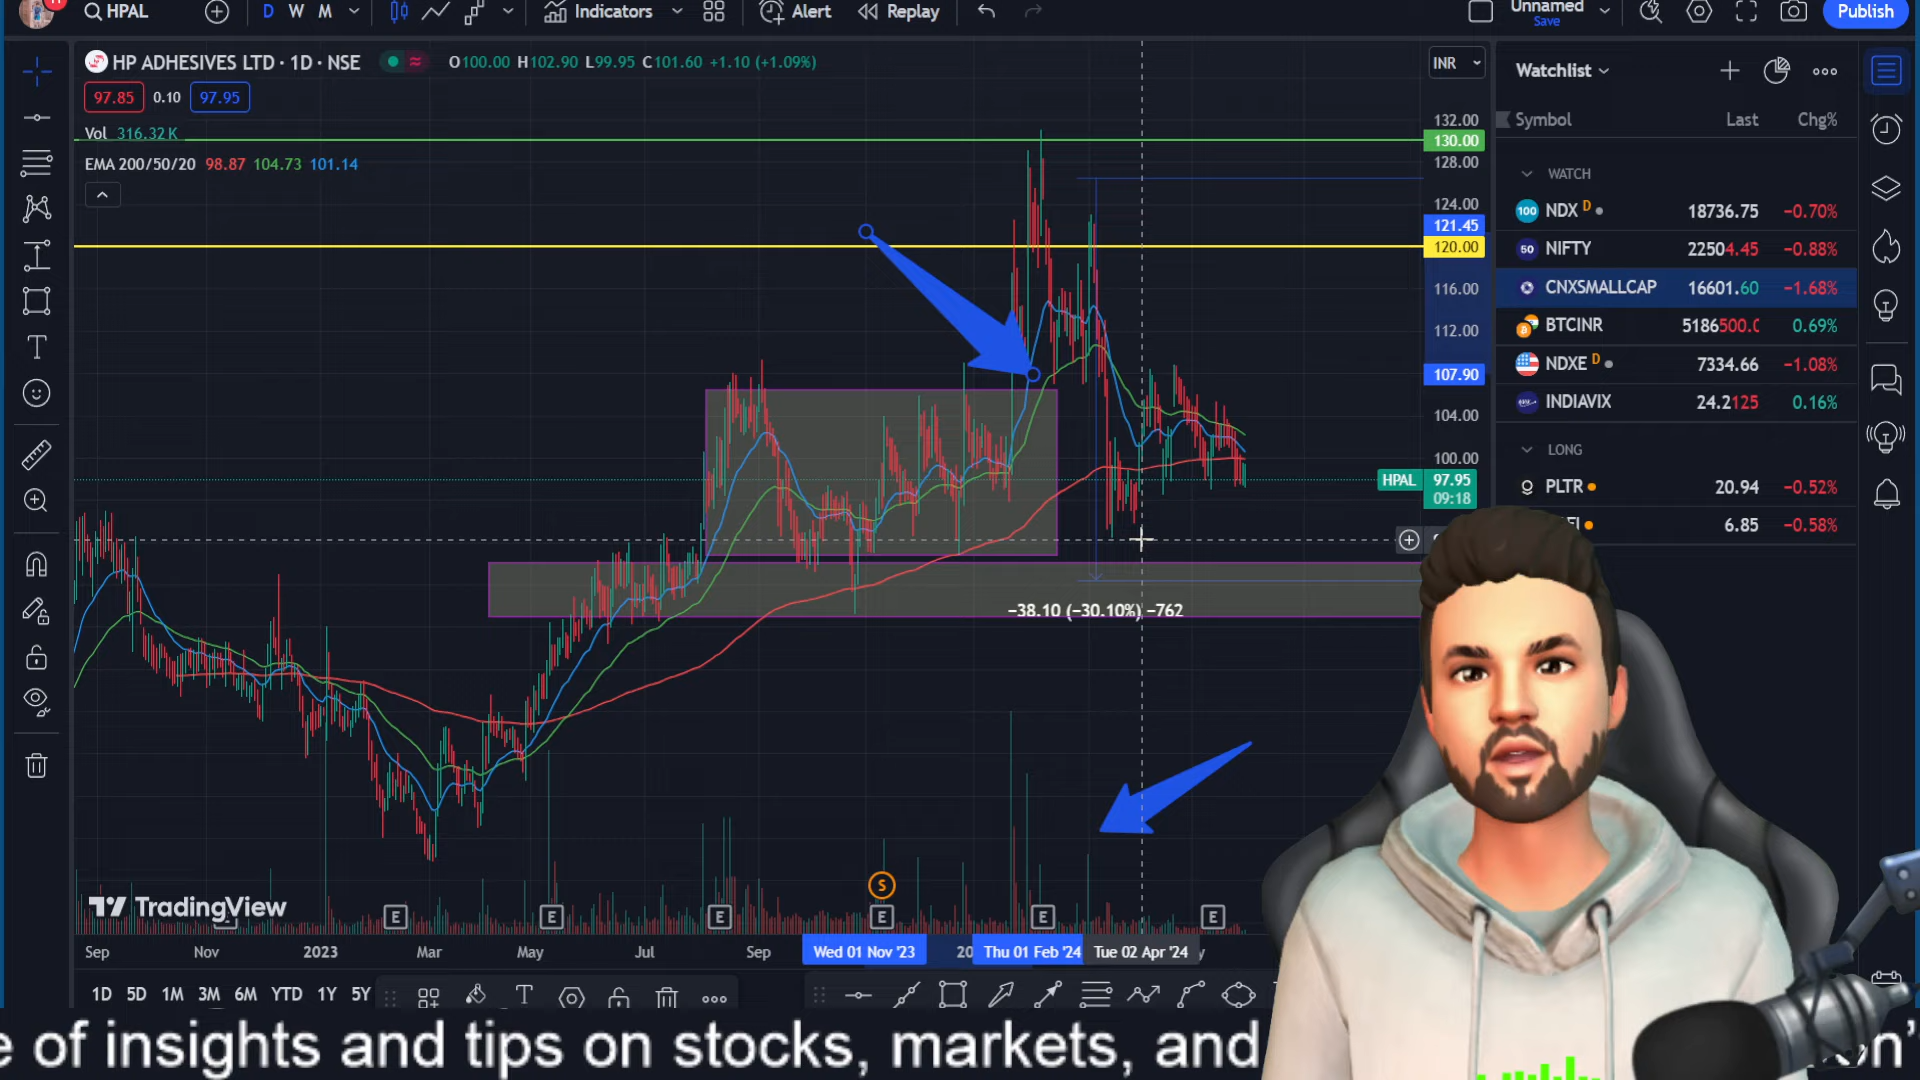 HPAL
D W M
Indicators
Alert
Replay
Unnamed
Save
Publish
HP ADHESIVES LTD · 1D · NSE
O100.00 H102.90 L99.95 C101.60 +1.10 (+1.09%)
97.85 0.10 97.95
Vol 316.32K
EMA 200/50/20 98.87 104.73 101.14
INR
132.00
130.00
128.00
124.00
121.45
120.00
116.00
112.00
107.90
104.00
100.00
HPAL 97.95
09:18
−38.10 (−30.10%) −762
Watchlist
Symbol Last Chg%
WATCH
100 NDX D 18736.75 −0.70%
50 NIFTY 22504.45 −0.88%
CNXSMALLCAP 16601.60 −1.68%
BTCINR 5186500.0 0.69%
NDXE D 7334.66 −1.08%
INDIAVIX 24.2125 0.16%
LONG
PLTR 20.94 −0.52%
6.85 −0.58%
TradingView
S
E E E E E E
Sep Nov 2023 Mar May Jul Sep Wed 01 Nov '23 20 Thu 01 Feb '24 Tue 02 Apr '24
1D 5D 1M 3M 6M YTD 1Y 5Y
e of insights and tips on stocks, markets, and